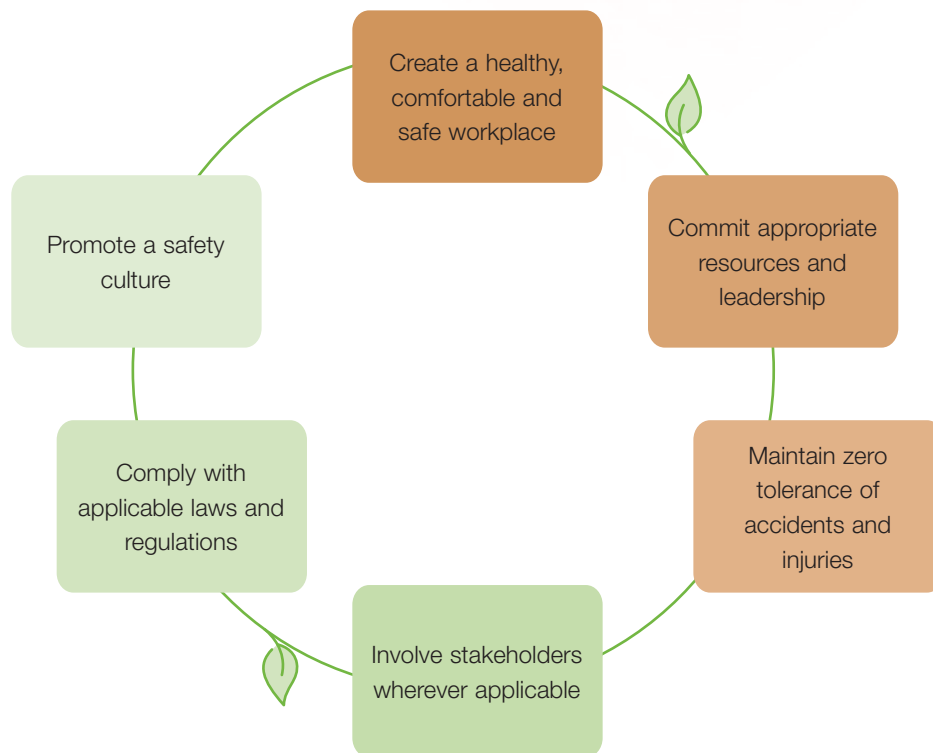 Create a healthy,
comfortable and
safe workplace
Commit appropriate
resources and
leadership
Maintain zero
tolerance of
accidents and
injuries
Involve stakeholders
wherever applicable
Comply with
applicable laws and
regulations
Promote a safety
culture